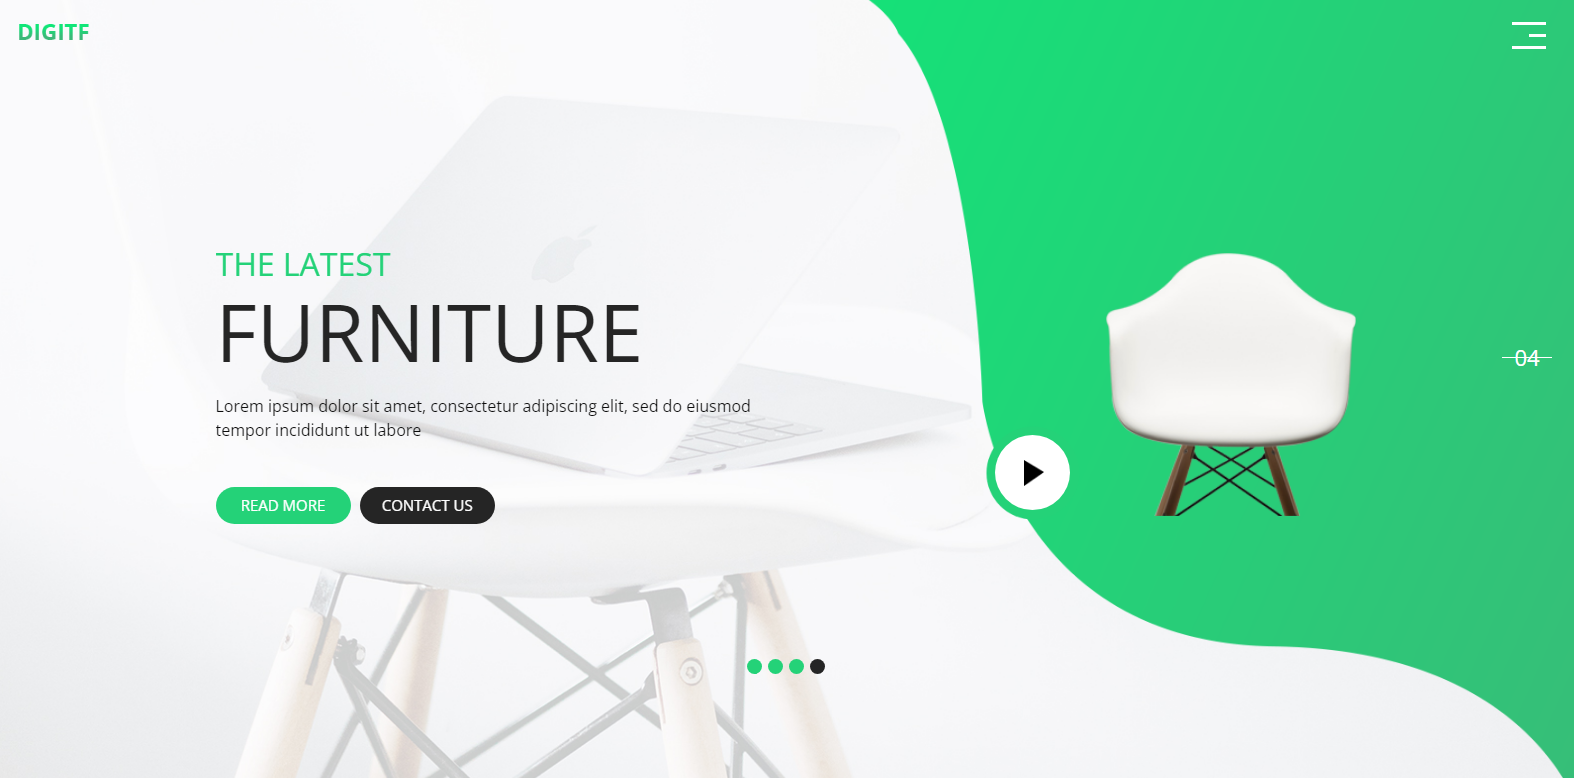 DIGITF
THE LATEST
FURNITURE
Lorem ipsum dolor sit amet, consectetur adipiscing elit, sed do eiusmod
tempor incididunt ut labore
READ MORE
CONTACT US
04